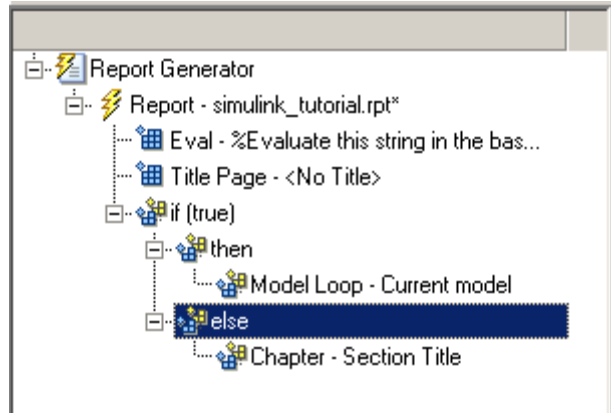 Report Generator
Report - simulink_tutorial.rpt*
Eval - %Evaluate this string in the bas...
Title Page - <No Title>
if (true)
then
Model Loop - Current model
else
Chapter - Section Title